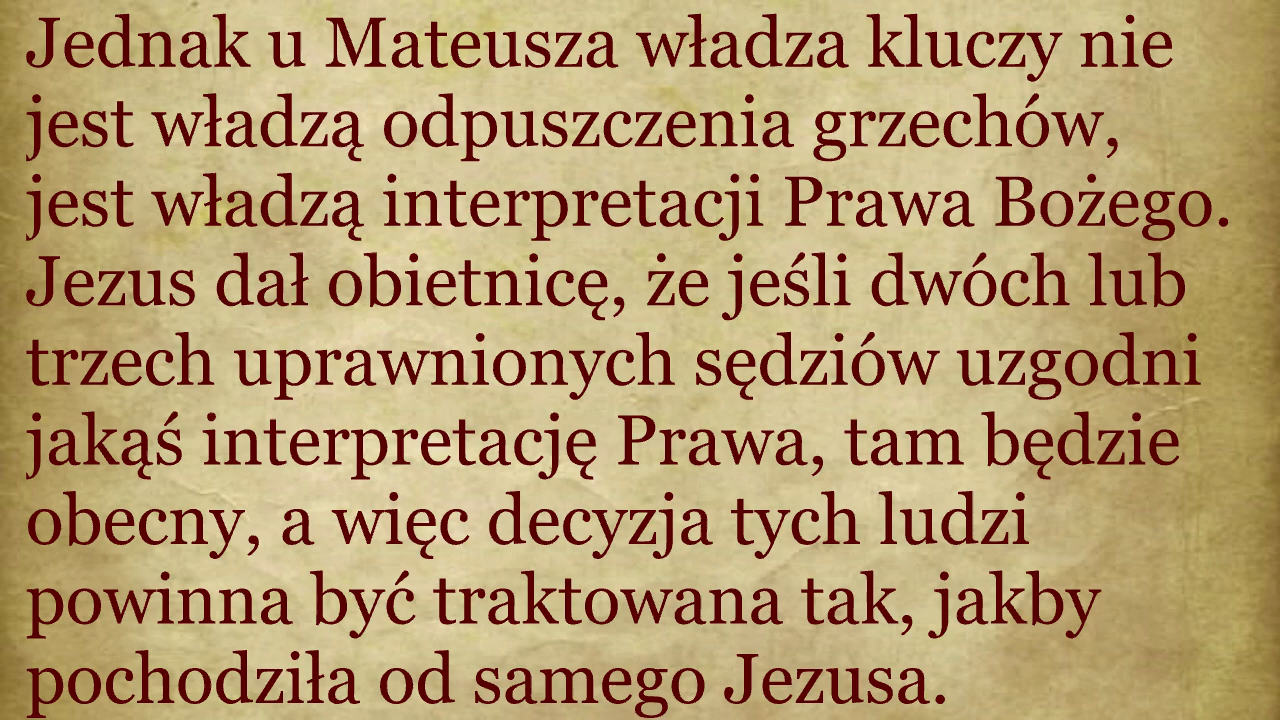 Jednak u Mateusza władza kluczy nie
jest władzą odpuszczenia grzechów,
jest władzą interpretacji Prawa Bożego.
Jezus dał obietnicę, że jeśli dwóch lub
trzech uprawnionych sędziów uzgodni
jakąś interpretację Prawa, tam będzie
obecny, a więc decyzja tych ludzi
powinna być traktowana tak, jakby
pochodziła od samego Jezusa.